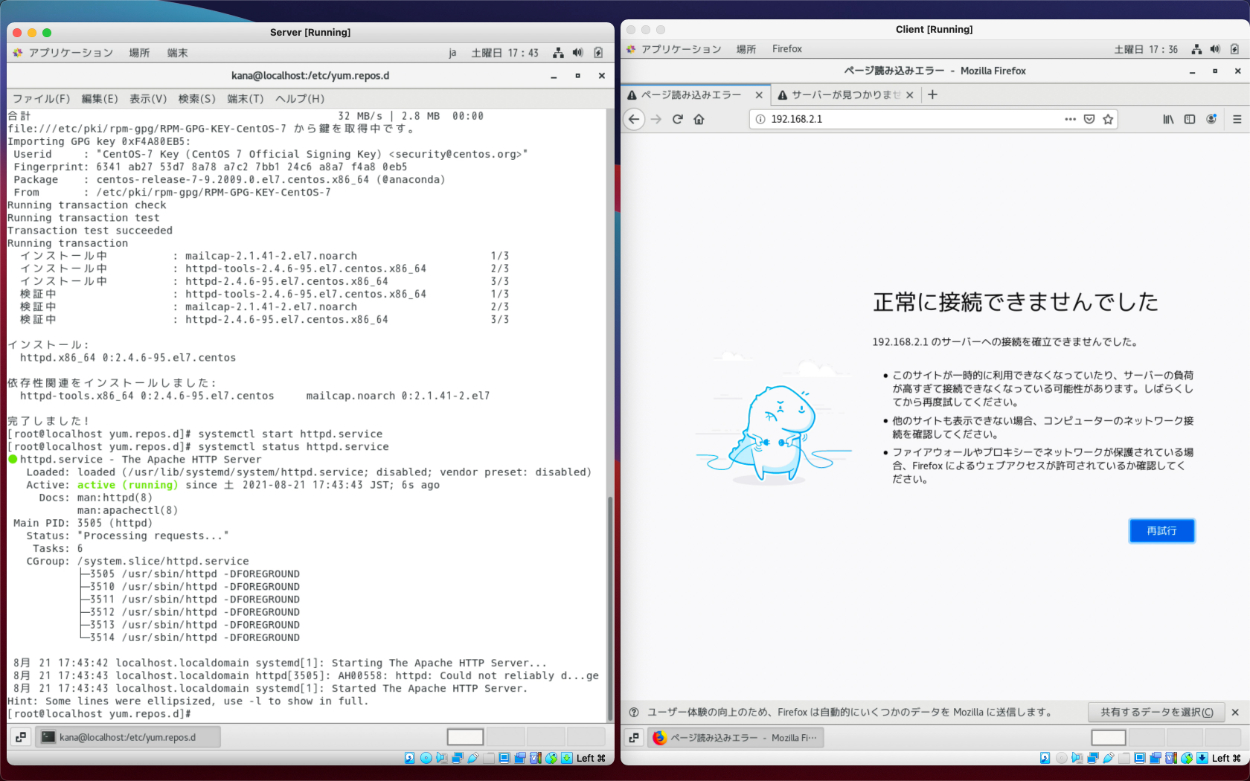 Server [Running]
アプリケーション 場所 端末 ja 土曜日 17：43
kana@localhost:/etc/yum.repos.d
ファイル(F) 編集(E) 表示(V) 検索(S) 端末(T) ヘルプ(H)
合計 32 MB/s | 2.8 MB 00:00
file:///etc/pki/rpm-gpg/RPM-GPG-KEY-CentOS-7 から鍵を取得中です。
Importing GPG key 0xF4A80EB5:
Userid : "CentOS-7 Key (CentOS 7 Official Signing Key) <security@centos.org>"
Fingerprint: 6341 ab27 53d7 8a78 a7c2 7bb1 24c6 a8a7 f4a8 0eb5
Package : centos-release-7-9.2009.0.el7.centos.x86_64 (@anaconda)
From : /etc/pki/rpm-gpg/RPM-GPG-KEY-CentOS-7
Running transaction check
Running transaction test
Transaction test succeeded
Running transaction
インストール中 : mailcap-2.1.41-2.el7.noarch 1/3
インストール中 : httpd-tools-2.4.6-95.el7.centos.x86_64 2/3
インストール中 : httpd-2.4.6-95.el7.centos.x86_64 3/3
検証中 : httpd-tools-2.4.6-95.el7.centos.x86_64 1/3
検証中 : mailcap-2.1.41-2.el7.noarch 2/3
検証中 : httpd-2.4.6-95.el7.centos.x86_64 3/3
インストール:
httpd.x86_64 0:2.4.6-95.el7.centos
依存性関連をインストールしました:
httpd-tools.x86_64 0:2.4.6-95.el7.centos mailcap.noarch 0:2.1.41-2.el7
完了しました!
[root@localhost yum.repos.d]# systemctl start httpd.service
[root@localhost yum.repos.d]# systemctl status httpd.service
● httpd.service - The Apache HTTP Server
Loaded: loaded (/usr/lib/systemd/system/httpd.service; disabled; vendor preset: disabled)
Active: active (running) since 土 2021-08-21 17:43:43 JST; 6s ago
Docs: man:httpd(8)
man:apachectl(8)
Main PID: 3505 (httpd)
Status: "Processing requests..."
Tasks: 6
CGroup: /system.slice/httpd.service
├─3505 /usr/sbin/httpd -DFOREGROUND
├─3510 /usr/sbin/httpd -DFOREGROUND
├─3511 /usr/sbin/httpd -DFOREGROUND
├─3512 /usr/sbin/httpd -DFOREGROUND
├─3513 /usr/sbin/httpd -DFOREGROUND
└─3514 /usr/sbin/httpd -DFOREGROUND
8月 21 17:43:42 localhost.localdomain systemd[1]: Starting The Apache HTTP Server...
8月 21 17:43:43 localhost.localdomain httpd[3505]: AH00558: httpd: Could not reliably d...ge
8月 21 17:43:43 localhost.localdomain systemd[1]: Started The Apache HTTP Server.
Hint: Some lines were ellipsized, use -l to show in full.
[root@localhost yum.repos.d]#
kana@localhost:/etc/yum.repos.d
Left ⌘
Client [Running]
アプリケーション 場所 Firefox 土曜日 17：36
ページ読み込みエラー - Mozilla Firefox
ページ読み込みエラー サーバーが見つかりませ
192.168.2.1
正常に接続できませんでした
192.168.2.1 のサーバーへの接続を確立できませんでした。
• このサイトが一時的に利用できなくなっていたり、サーバーの負荷
が高すぎて接続できなくなっている可能性があります。しばらくし
てから再度試してください。
• 他のサイトも表示できない場合、コンピューターのネットワーク接
続を確認してください。
• ファイアウォールやプロキシーでネットワークが保護されている場
合、Firefox によるウェブアクセスが許可されているか確認してく
ださい。
再試行
ユーザー体験の向上のため、Firefox は自動的にいくつかのデータを Mozilla に送信します。 共有するデータを選択(C)
ページ読み込みエラー - Mozilla Fi…
Left ⌘